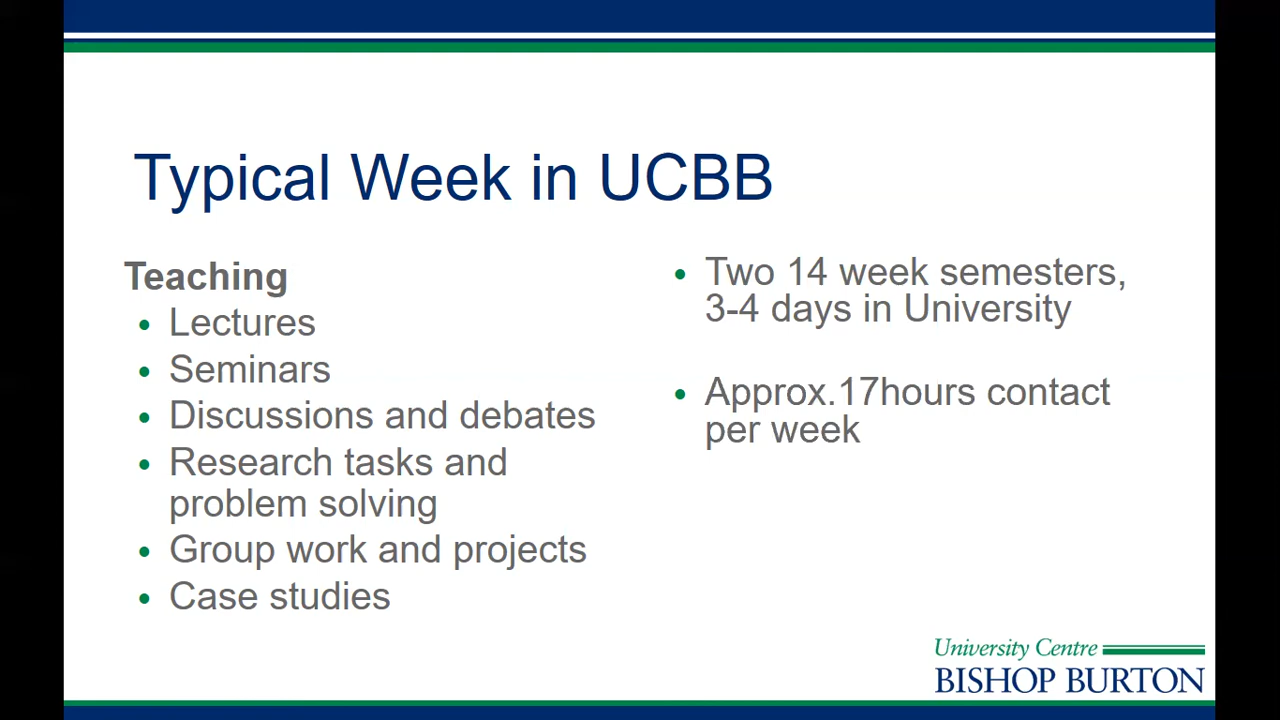 Typical Week in UCBB
Teaching
• Lectures
• Seminars
• Discussions and debates
• Research tasks and
problem solving
• Group work and projects
• Case studies
• Two 14 week semesters,
3-4 days in University
• Approx.17hours contact
per week
University Centre
BISHOP BURTON